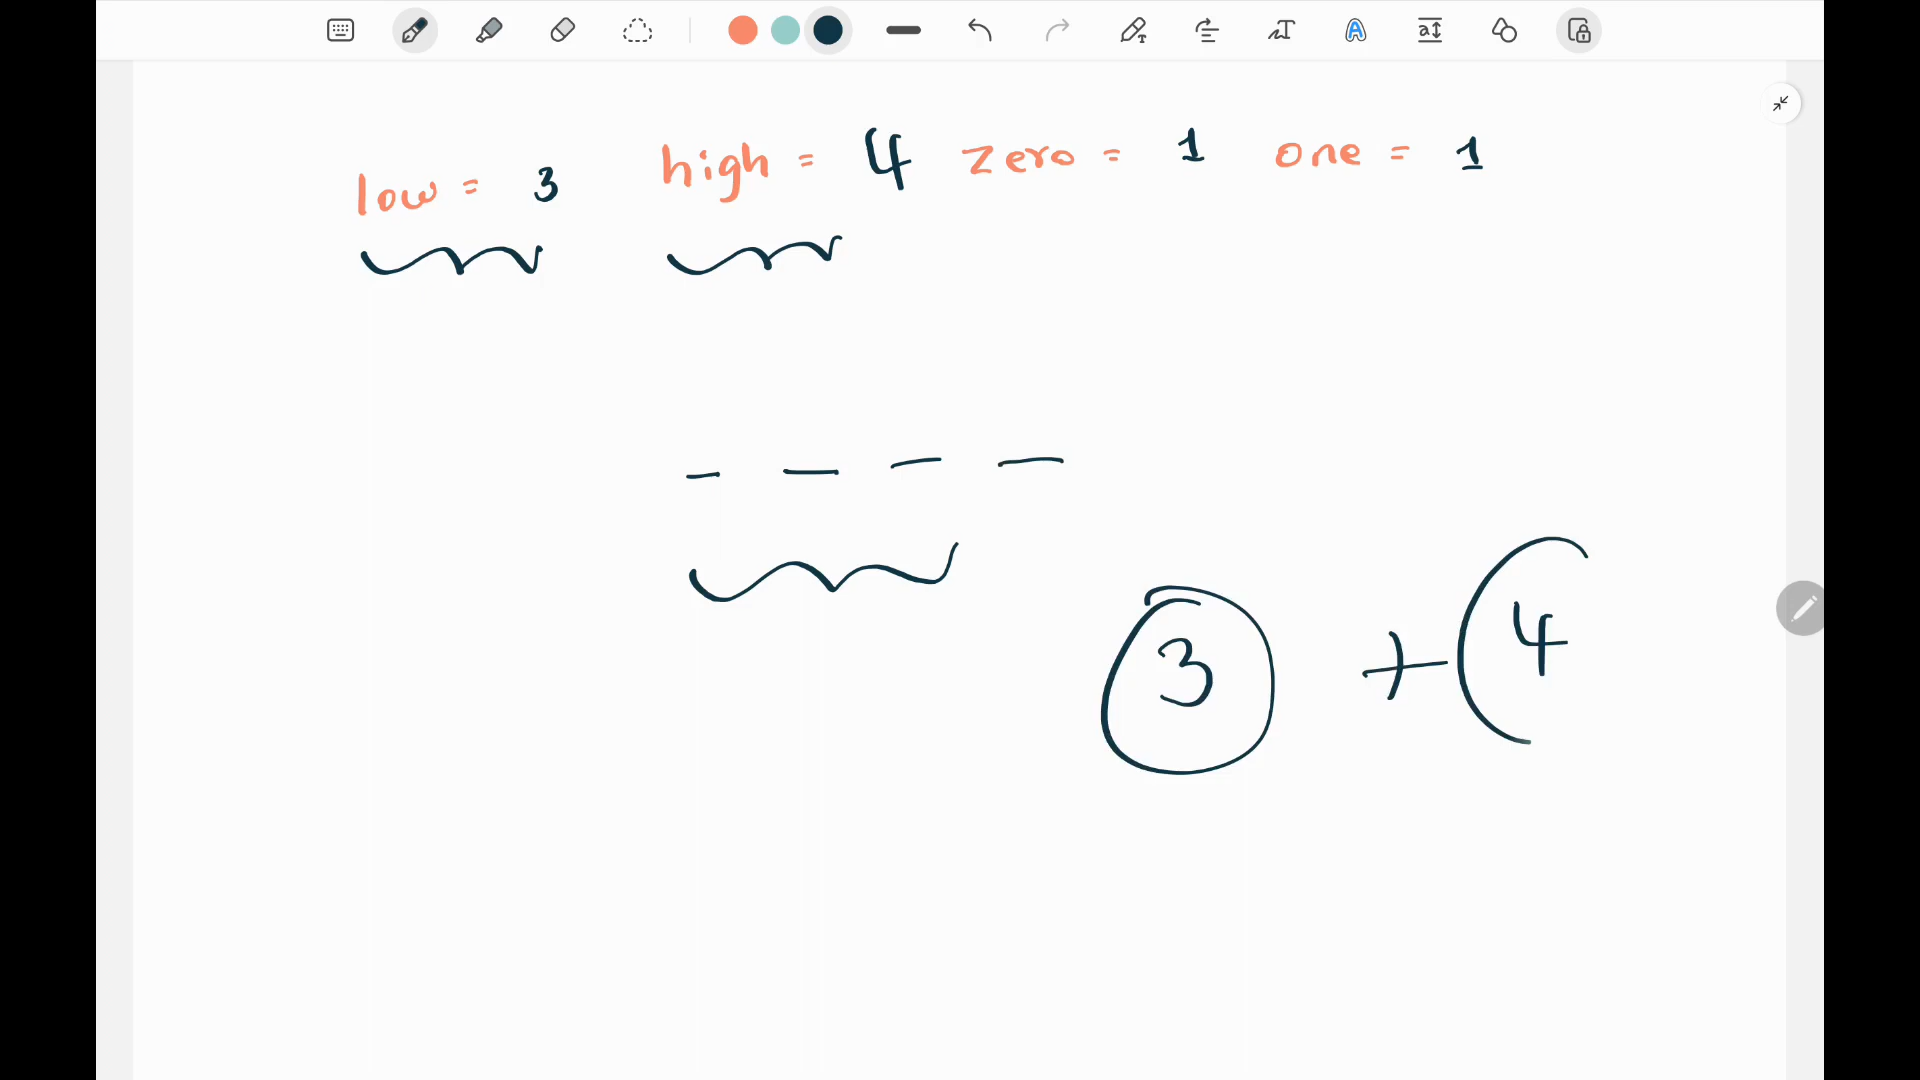 low = 3 high = 4 zero = 1 one = 1
3 + 4